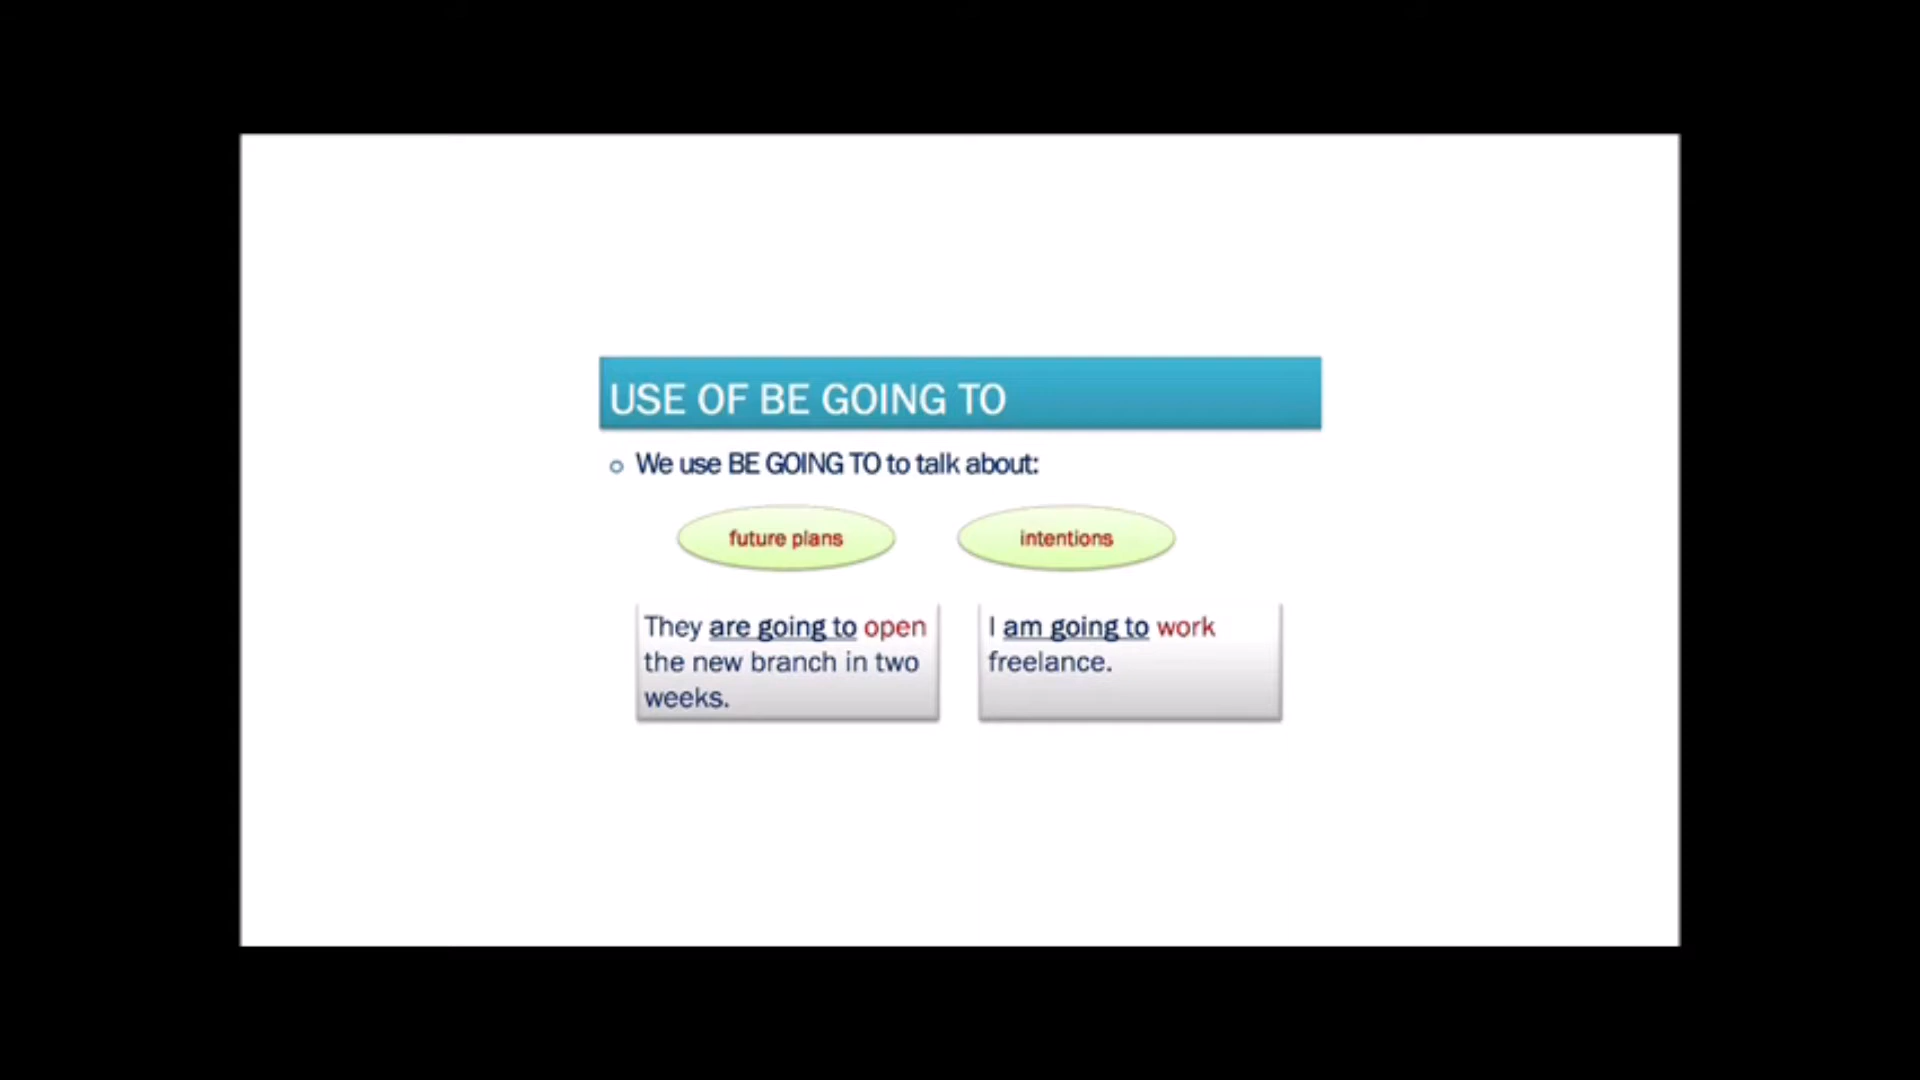 USE OF BE GOING TO
We use BE GOING TO to talk about:
future plans
intentions
They are going to open
the new branch in two
weeks.
I am going to work
freelance.